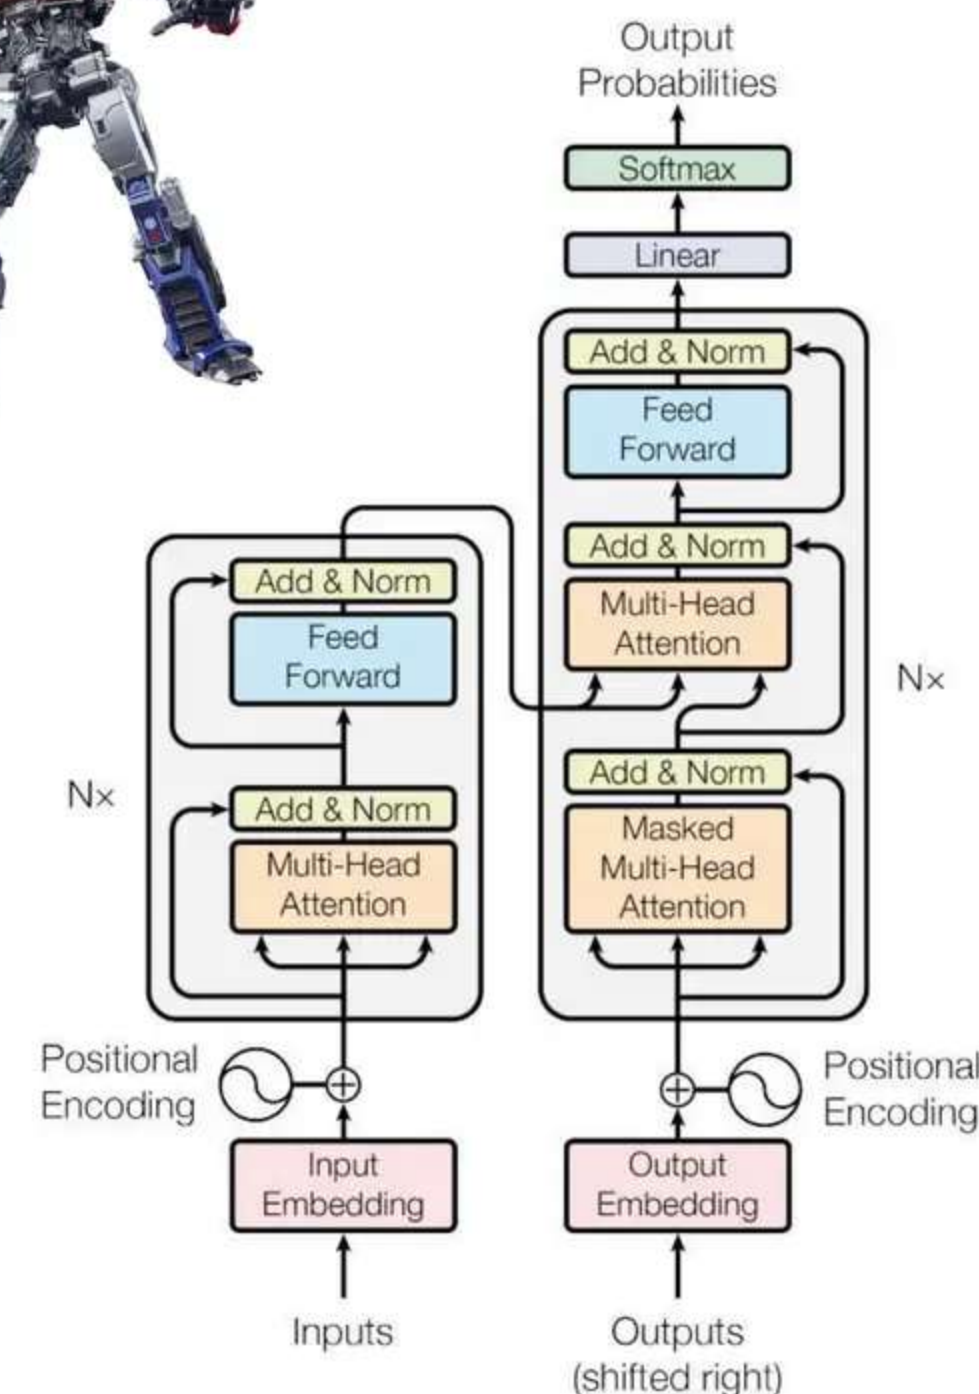 Output
Probabilities
Softmax
Linear
Add & Norm
Feed
Forward
Add & Norm
Multi-Head
Attention
Nx
Add & Norm
Masked
Multi-Head
Attention
Add & Norm
Feed
Forward
Nx
Add & Norm
Multi-Head
Attention
Positional
Encoding
Positional
Encoding
Input
Embedding
Output
Embedding
Inputs
Outputs
(shifted right)